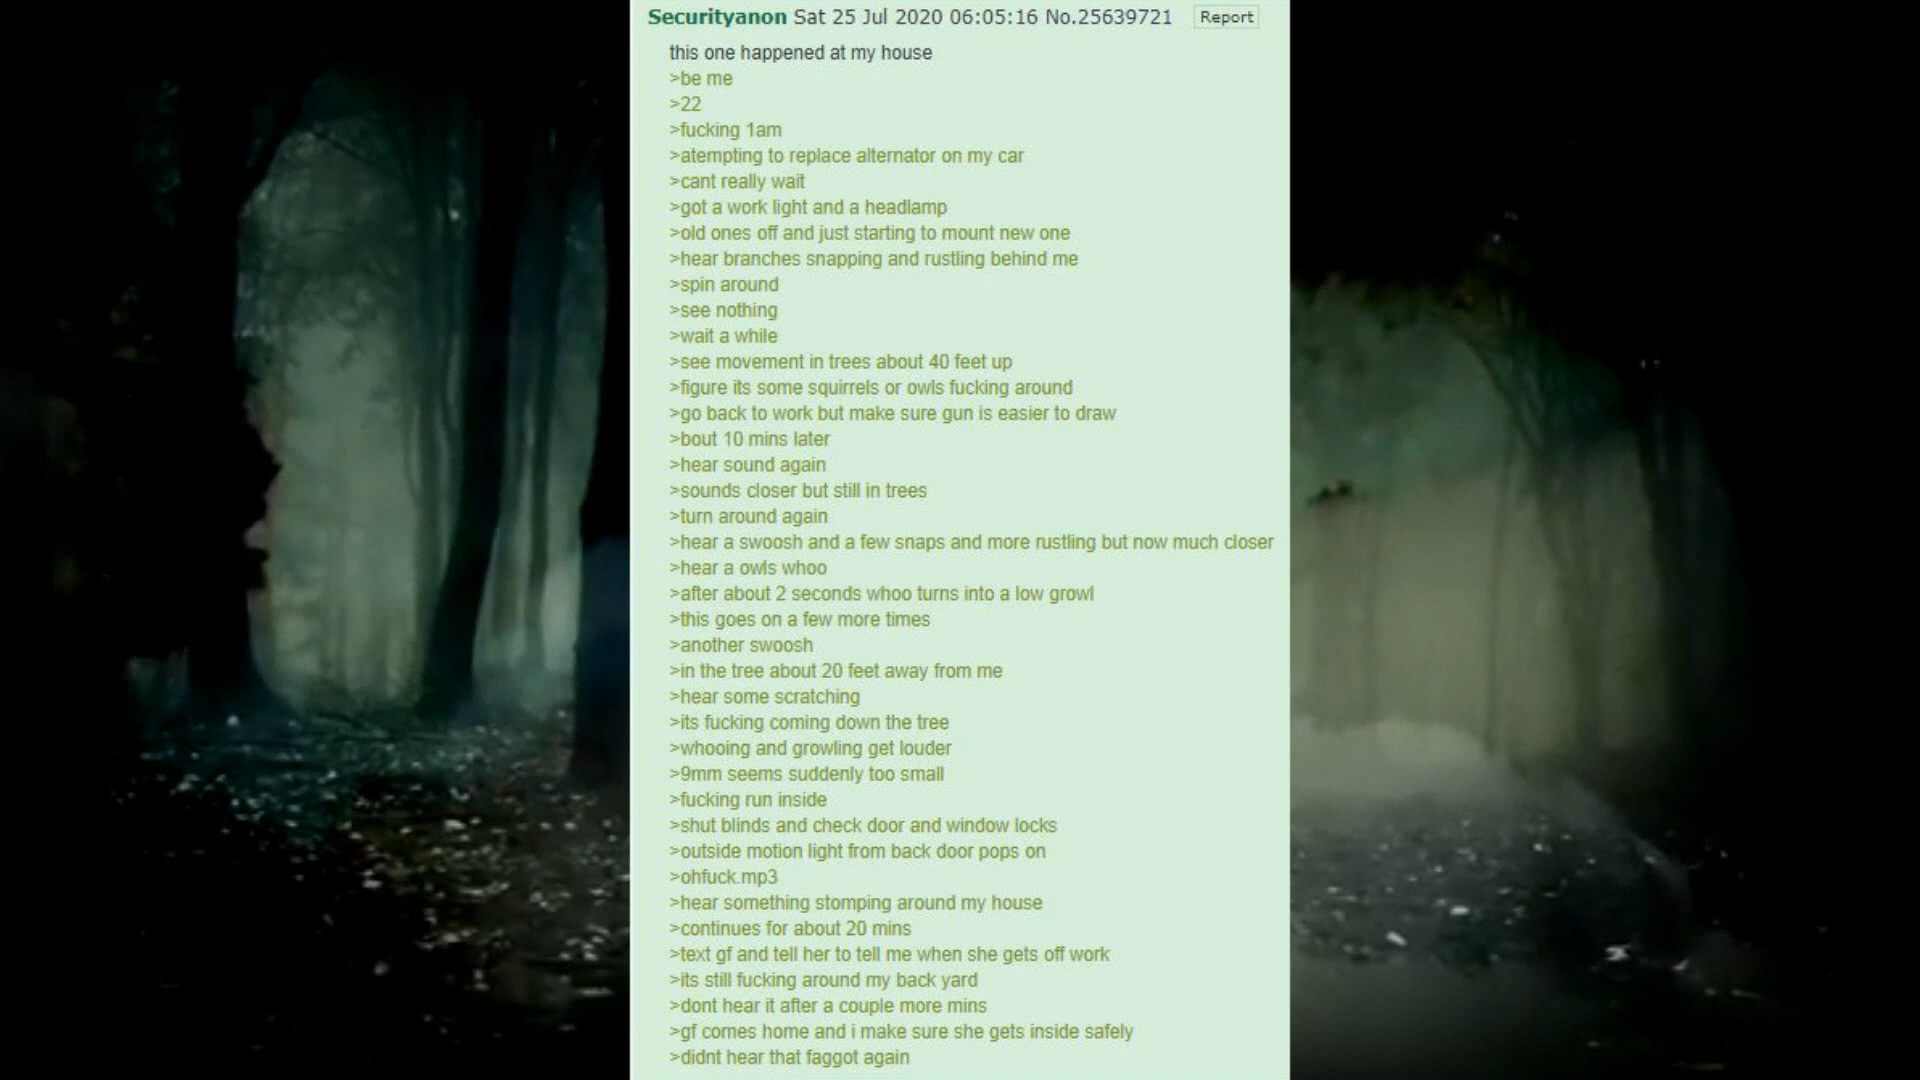 Securityanon Sat 25 Jul 2020 06:05:16 No.25639721 Report
this one happened at my house
>be me
>22
>fucking 1am
>atempting to replace alternator on my car
>cant really wait
>got a work light and a headlamp
>old ones off and just starting to mount new one
>hear branches snapping and rustling behind me
>spin around
>see nothing
>wait a while
>see movement in trees about 40 feet up
>figure its some squirrels or owls fucking around
>go back to work but make sure gun is easier to draw
>bout 10 mins later
>hear sound again
>sounds closer but still in trees
>turn around again
>hear a swoosh and a few snaps and more rustling but now much closer
>hear a owls whoo
>after about 2 seconds whoo turns into a low growl
>this goes on a few more times
>another swoosh
>in the tree about 20 feet away from me
>hear some scratching
>its fucking coming down the tree
>whooing and growling get louder
>9mm seems suddenly too small
>fucking run inside
>shut blinds and check door and window locks
>outside motion light from back door pops on
>ohfuck.mp3
>hear something stomping around my house
>continues for about 20 mins
>text gf and tell her to tell me when she gets off work
>its still fucking around my back yard
>dont hear it after a couple more mins
>gf comes home and i make sure she gets inside safely
>didnt hear that faggot again